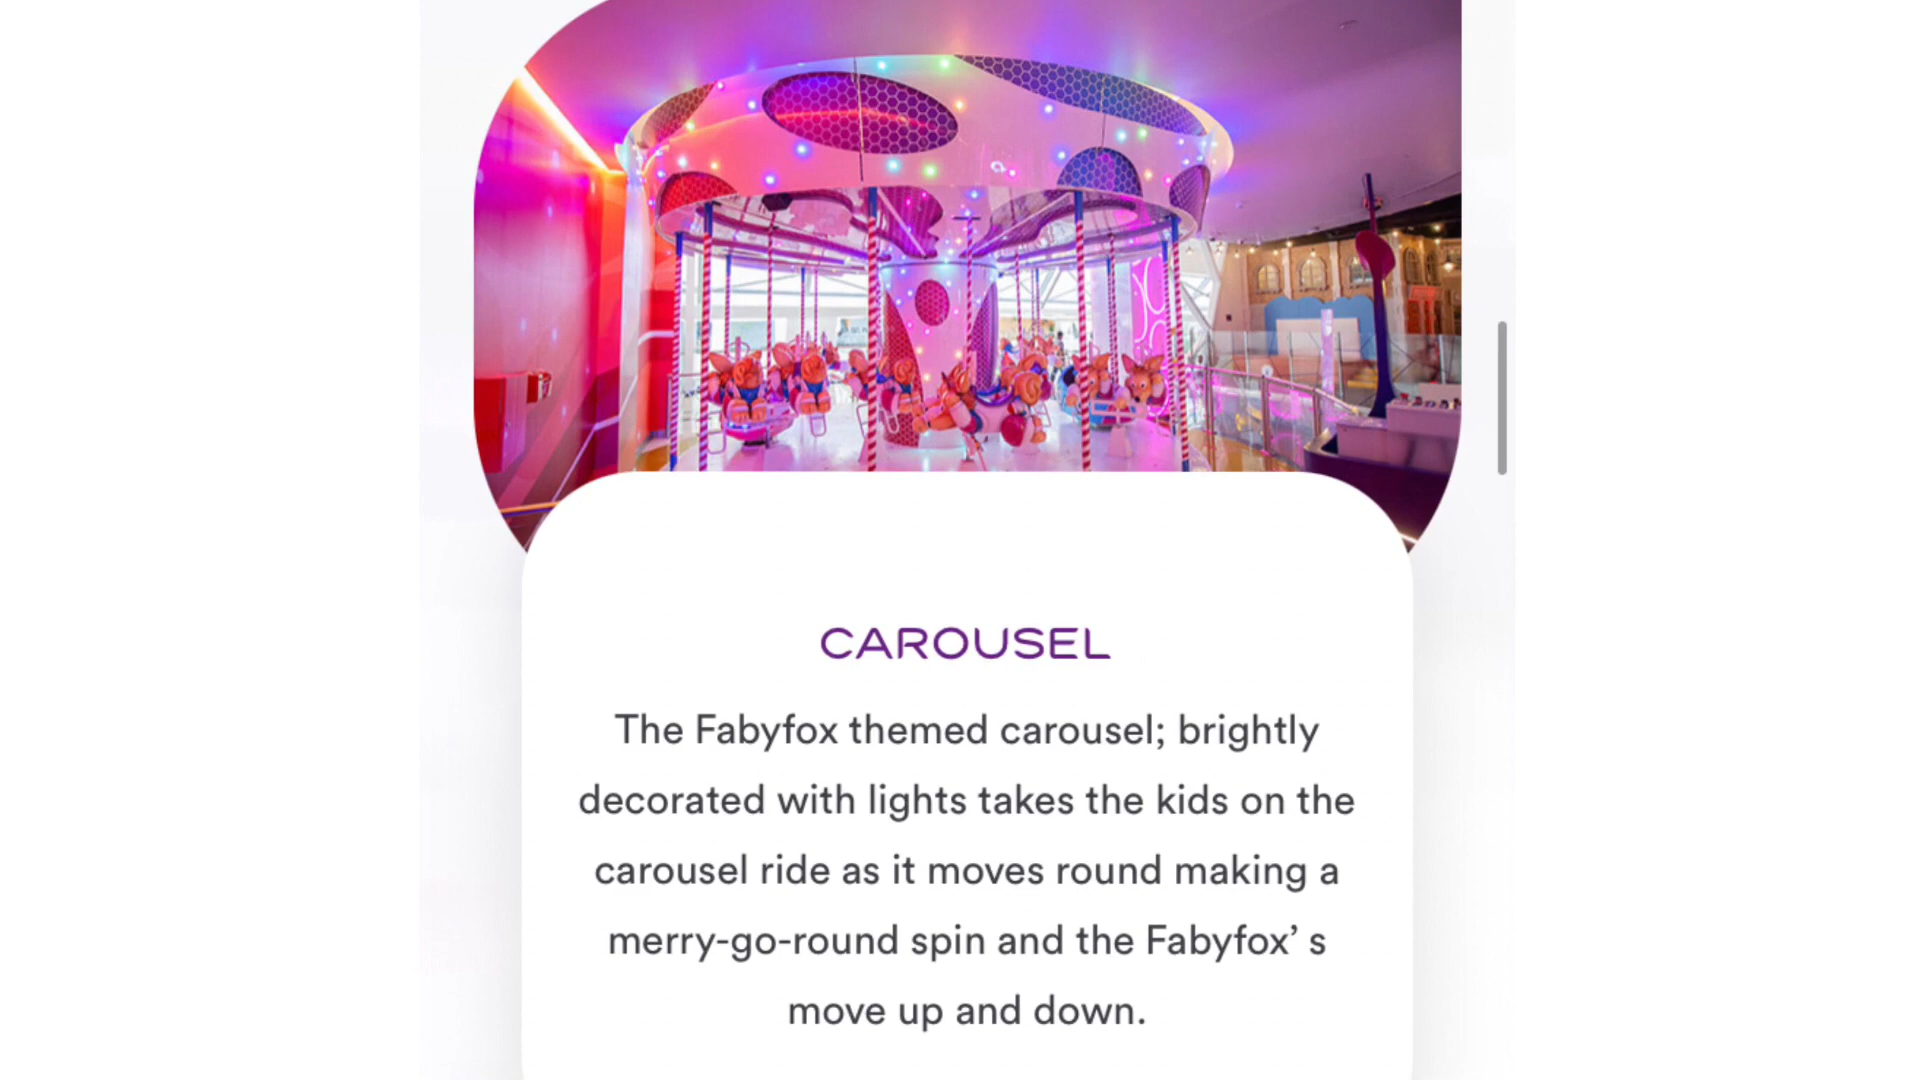 CAROUSEL
The Fabyfox themed carousel; brightly
decorated with lights takes the kids on the
carousel ride as it moves round making a
merry-go-round spin and the Fabyfox’ s
move up and down.